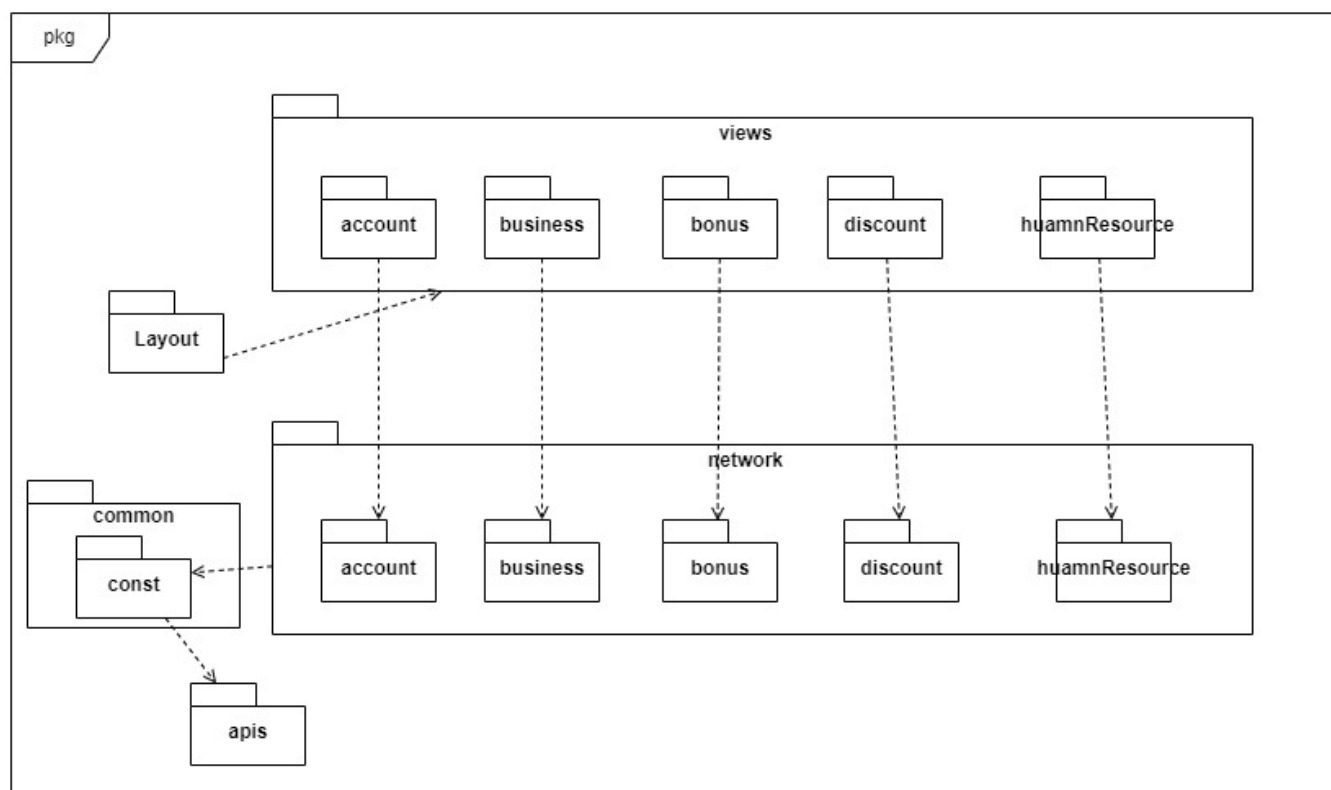 pkg
views
account
business
bonus
discount
huamnResource
Layout
network
common
const
account
business
bonus
discount
huamnResource
apis